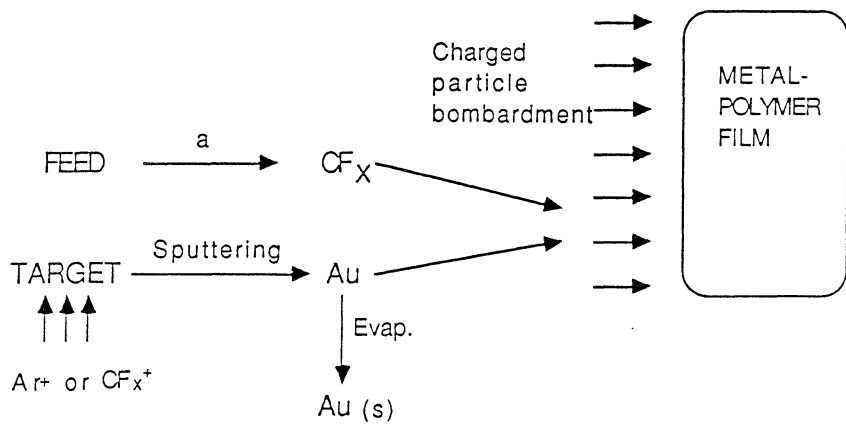 Charged
particle
bombardment
METAL-
POLYMER
FILM
FEED
a
CFx
TARGET
Sputtering
Au
Evap.
Ar+ or CFx+
Au (s)